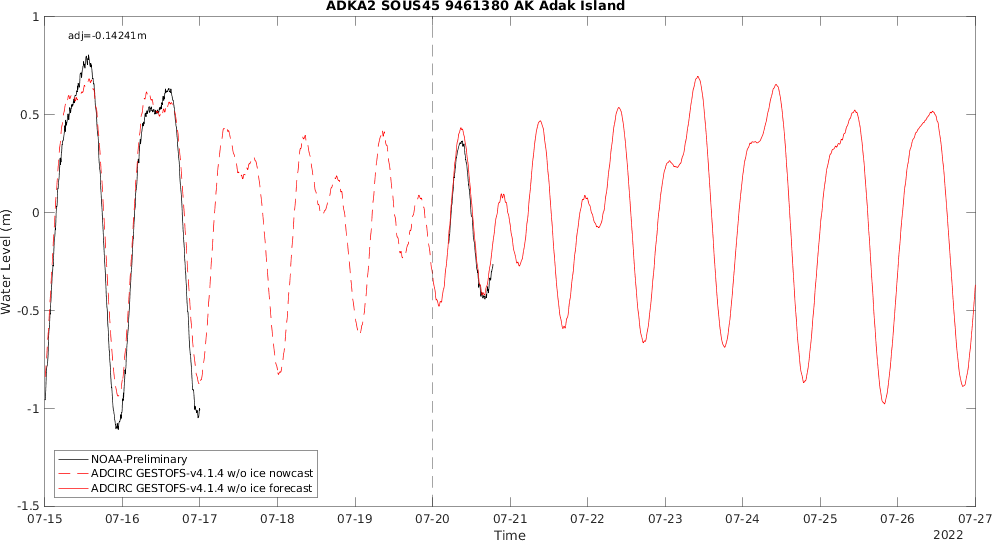 ADKA2 SOUS45 9461380 AK Adak Island
adj=-0.14241m
1
0.5
0
-0.5
-1
-1.5
Water Level (m)
NOAA-Preliminary
ADCIRC GESTOFS-v4.1.4 w/o ice nowcast
ADCIRC GESTOFS-v4.1.4 w/o ice forecast
07-15 07-16 07-17 07-18 07-19 07-20 07-21 07-22 07-23 07-24 07-25 07-26 07-27
Time
2022